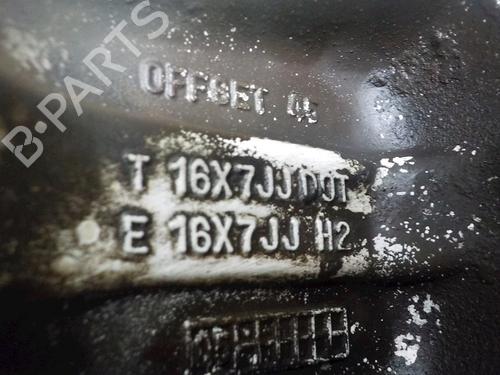 B-PARTS
OFFSET 45
T 16X7JJ DOT
E 16X7JJ H2